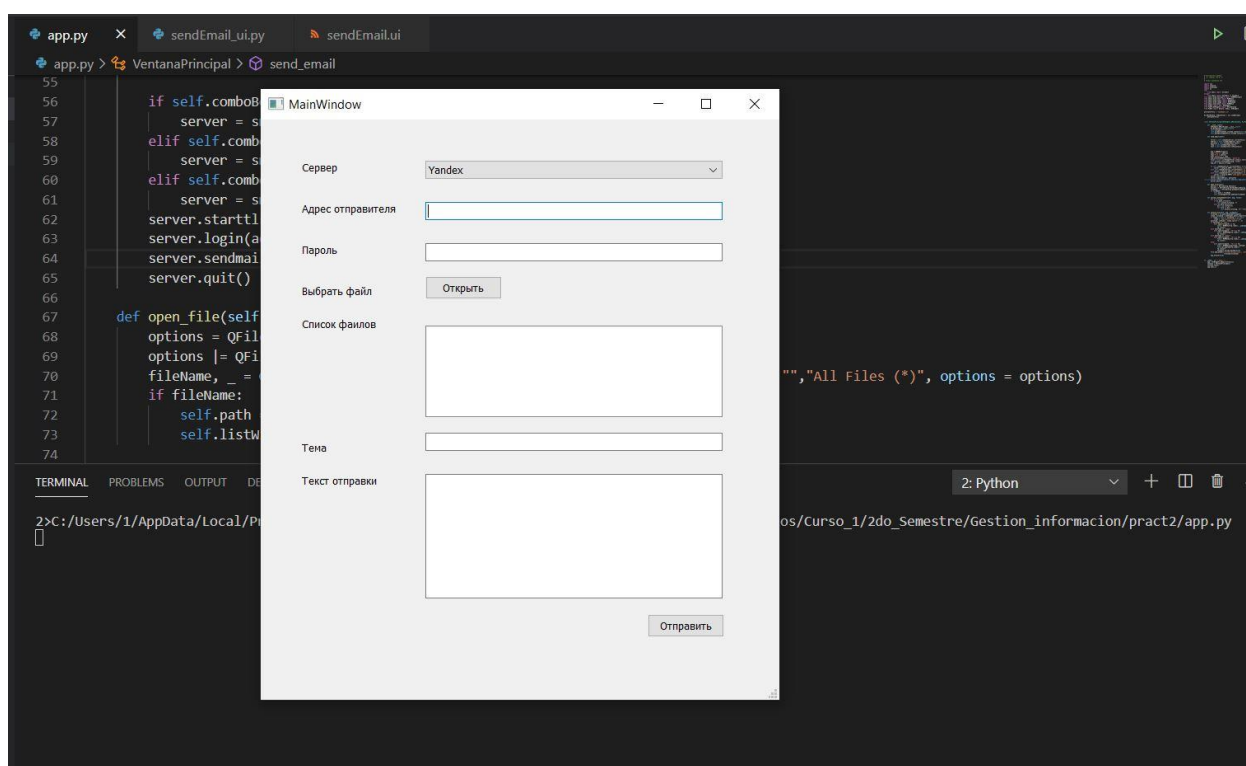 app.py
sendEmail_ui.py
sendEmail.ui
app.py > VentanaPrincipal > send_email
55
56 if self.comboB
57 server = s
58 elif self.comb
59 server = s
60 elif self.comb
61 server = s
62 server.starttl
63 server.login(a
64 server.sendmai
65 server.quit()
66
67 def open_file(self
68 options = QFil
69 options |= QFi
70 fileName, _ = "","All Files (*)", options = options)
71 if fileName:
72 self.path
73 self.listW
74
MainWindow
Сервер
Yandex
Адрес отправителя
Пароль
Выбрать файл
Открыть
Список фаилов
Тема
Текст отправки
Отправить
TERMINAL PROBLEMS OUTPUT DE
2: Python
2>C:/Users/1/AppData/Local/P os/Curso_1/2do_Semestre/Gestion_informacion/pract2/app.py